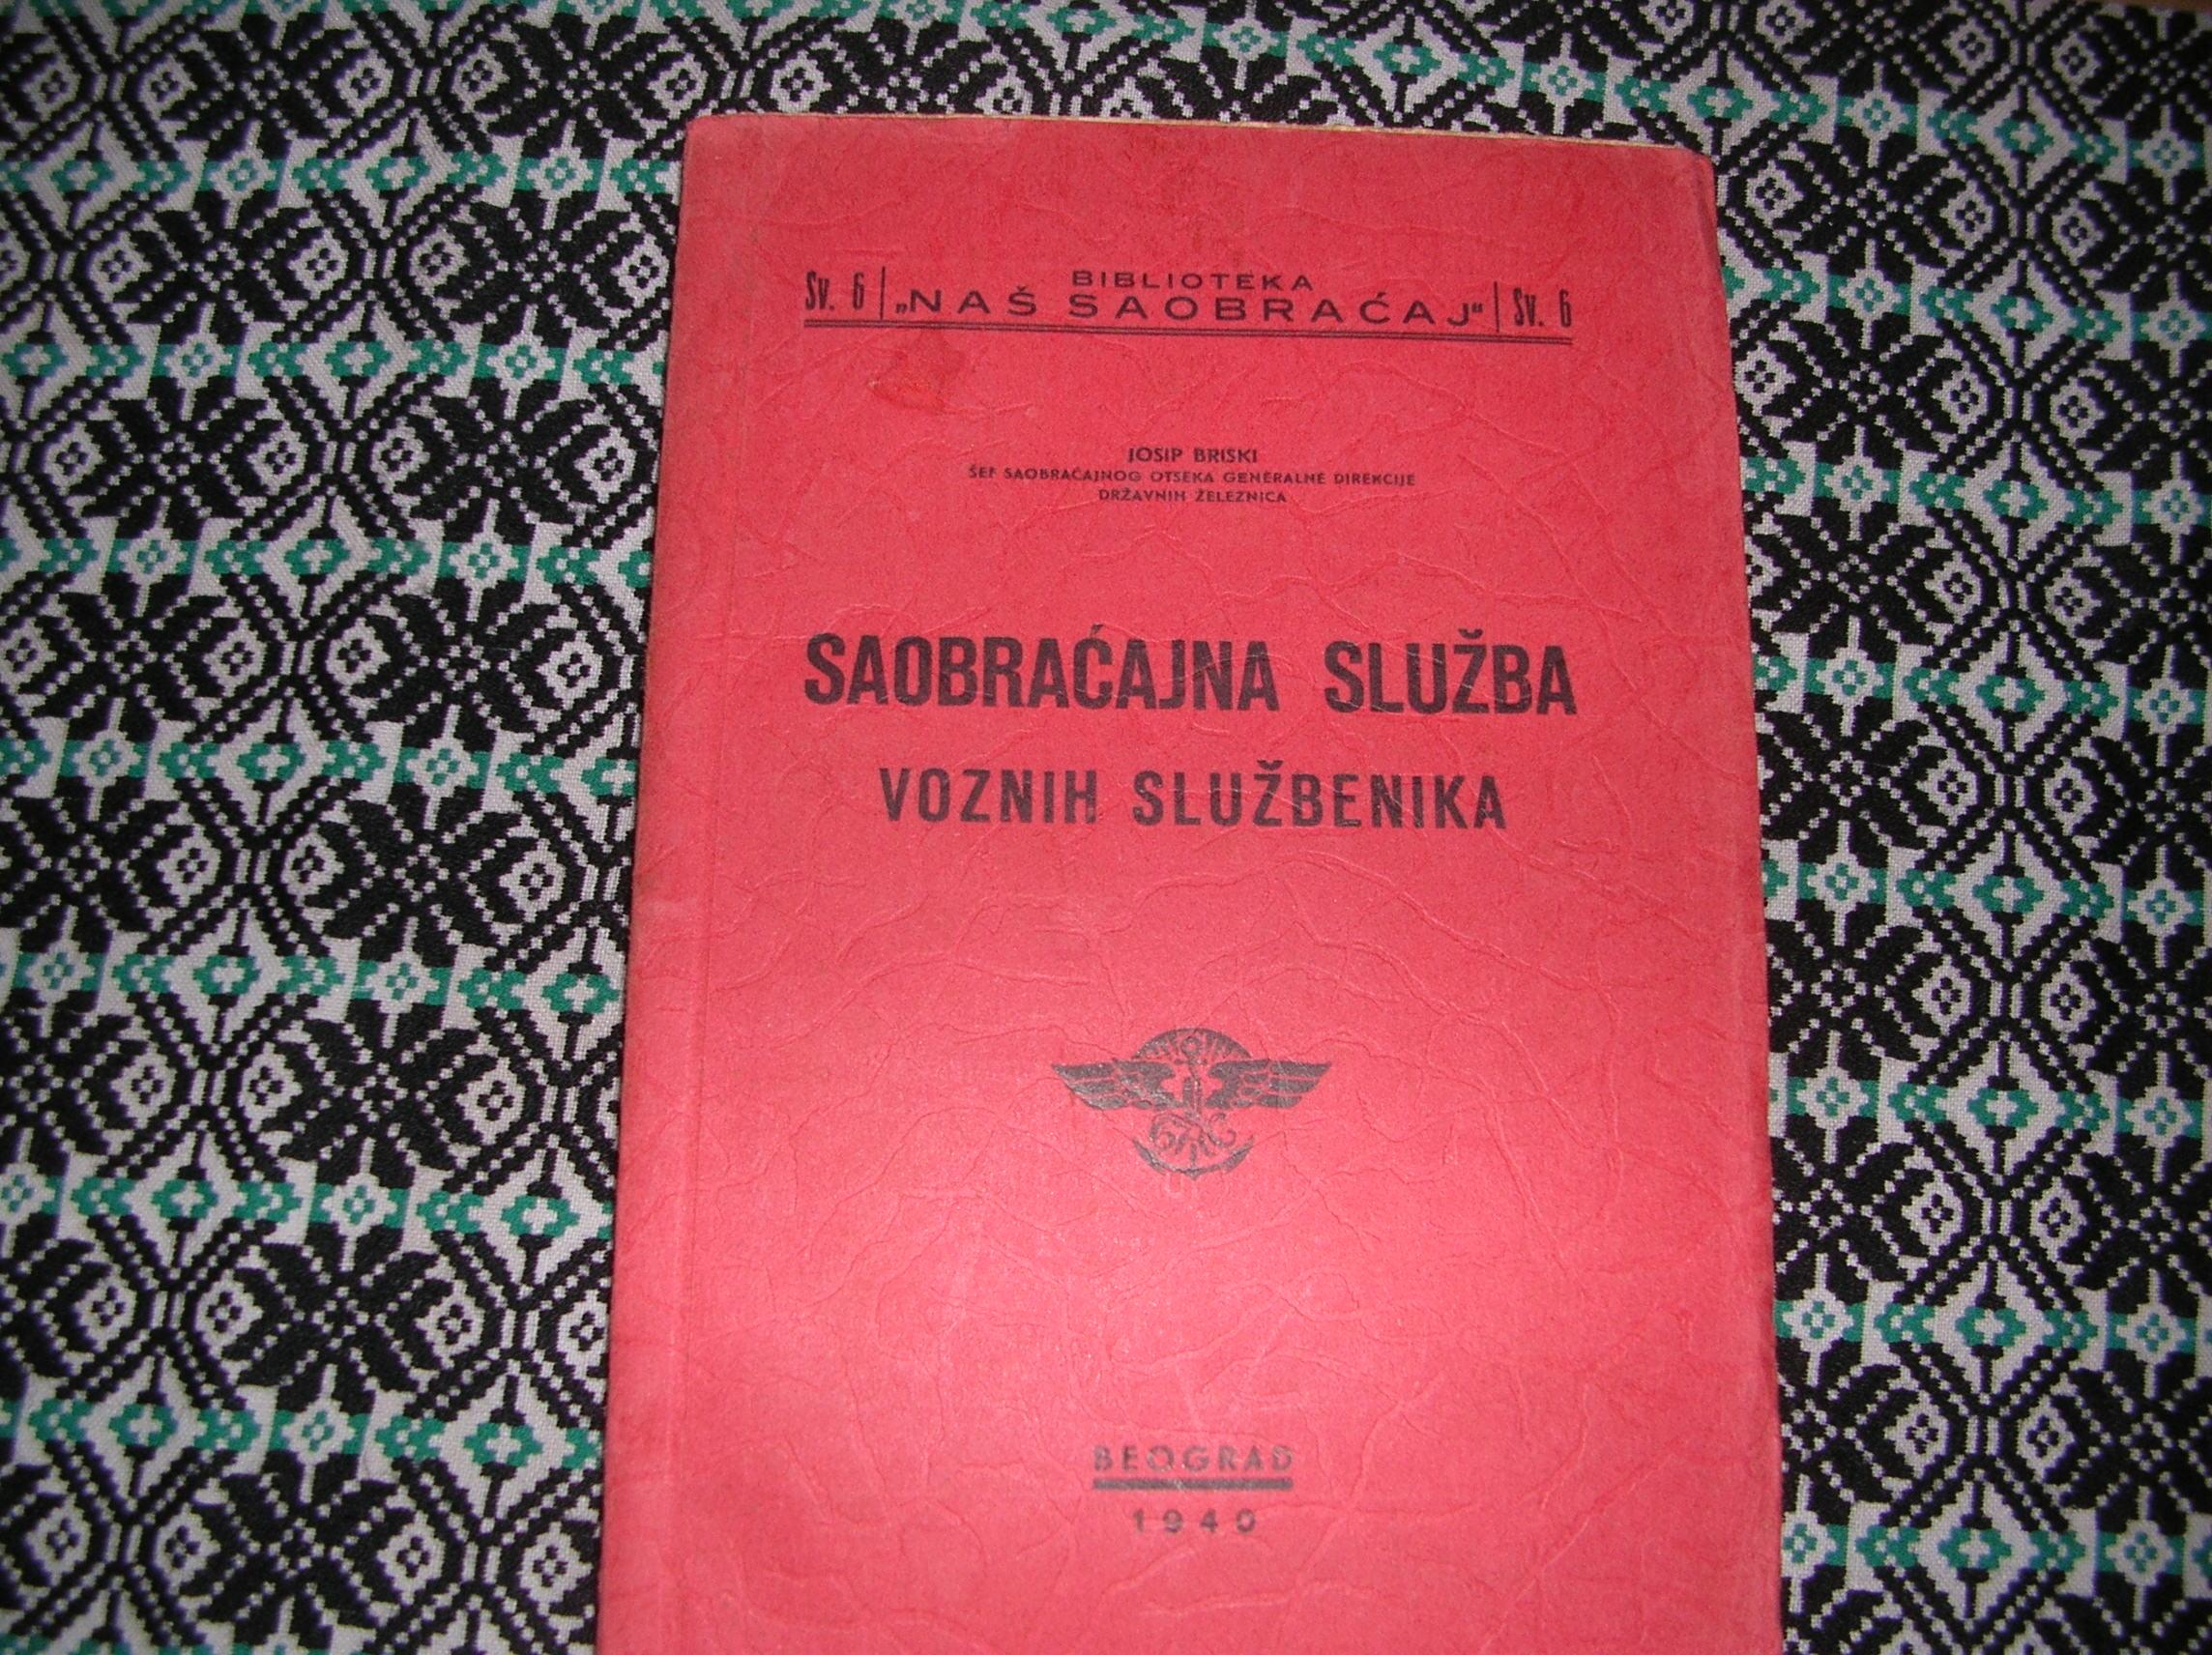 BIBLIOTEKA
Sv. 6 „NAŠ SAOBRAĆAJ“ Sv. 6
JOSIP BRISKI
ŠEF SAOBRAĆAJNOG OTSEKA GENERALNE DIREKCIJE
DRŽAVNIH ŽELEZNICA
SAOBRAĆAJNA SLUŽBA
VOZNIH SLUŽBENIKA
BEOGRAD
1940